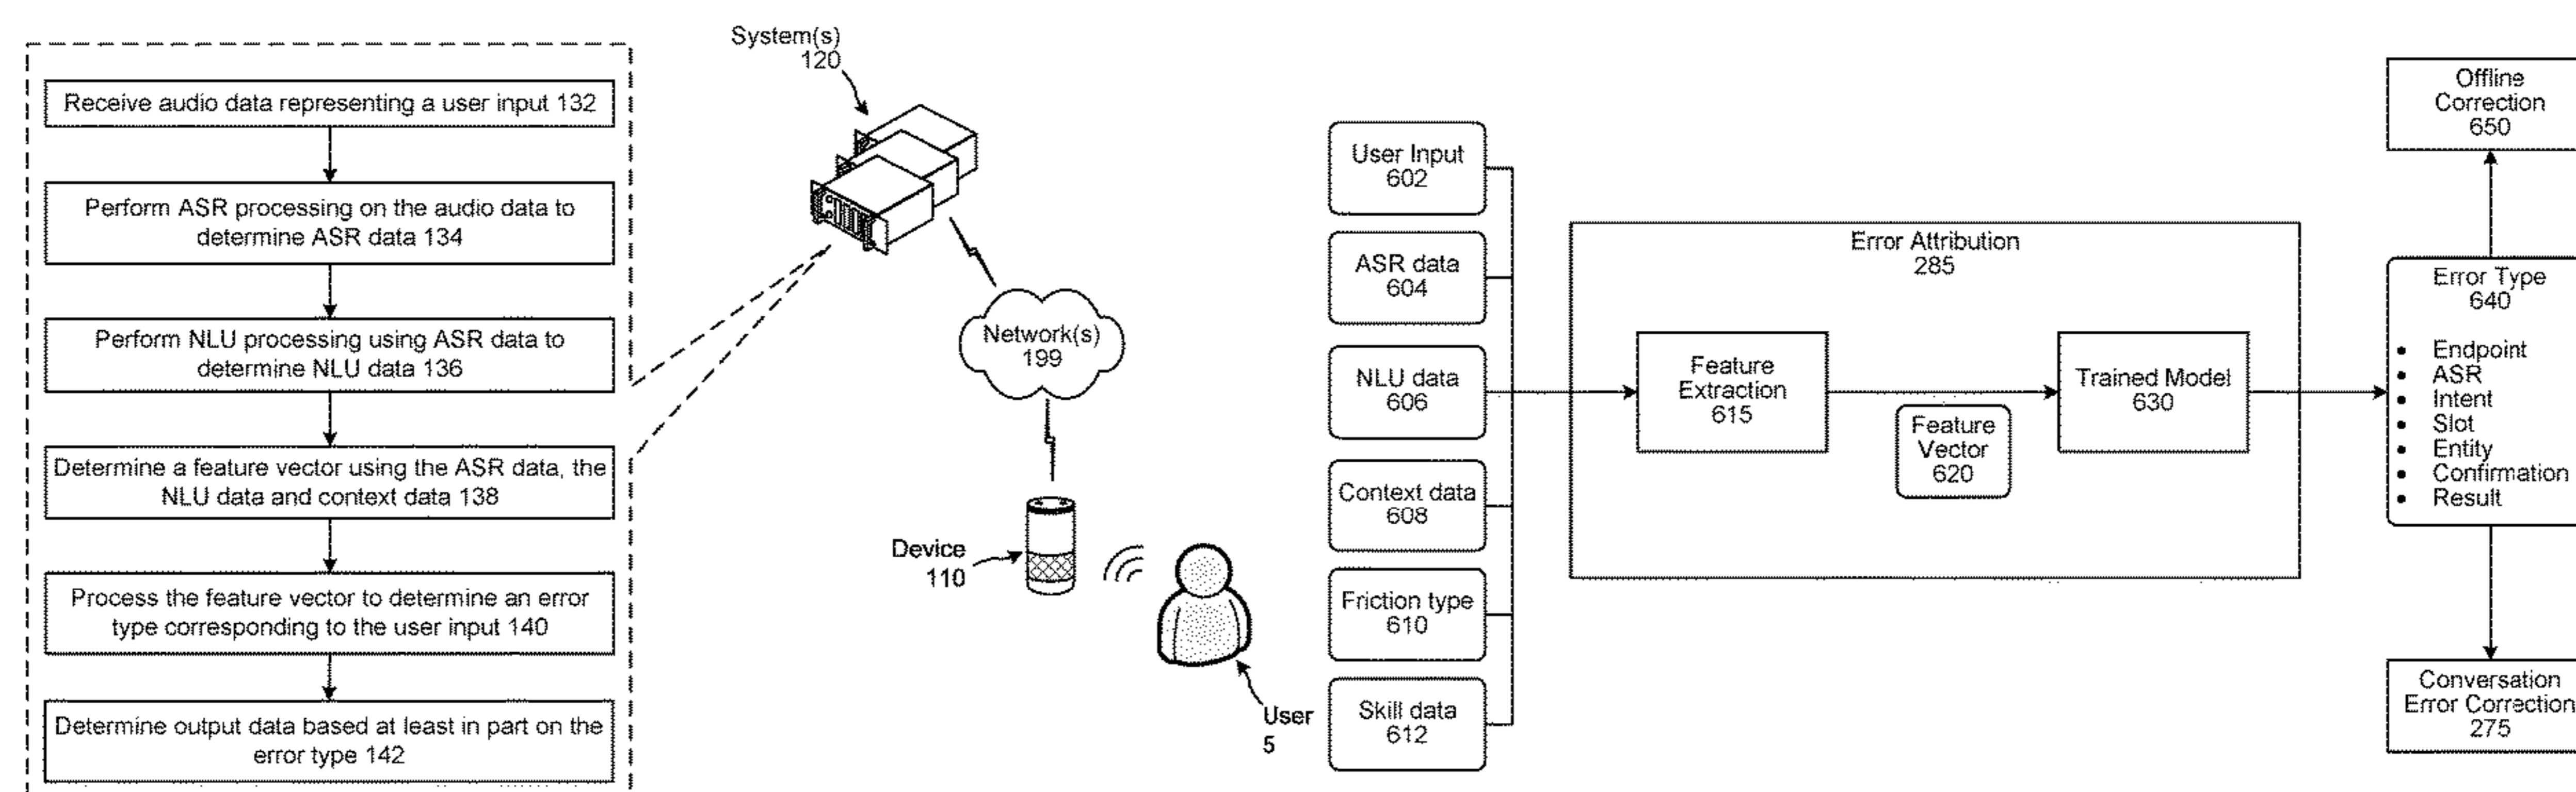 Receive audio data representing a user input 132
Perform ASR processing on the audio data to
determine ASR data 134
Perform NLU processing using ASR data to
determine NLU data 136
Determine a feature vector using the ASR data, the
NLU data and context data 138
Process the feature vector to determine an error
type corresponding to the user input 140
Determine output data based at least in part on the
error type 142
System(s)
120
Network(s)
199
Device
110
User
5
User Input
602
ASR data
604
NLU data
606
Context data
608
Friction type
610
Skill data
612
Error Attribution
285
Feature
Extraction
615
Feature
Vector
620
Trained Model
630
Offline
Correction
650
Error Type
640
• Endpoint
• ASR
• Intent
• Slot
• Entity
• Confirmation
• Result
Conversation
Error Correction
275